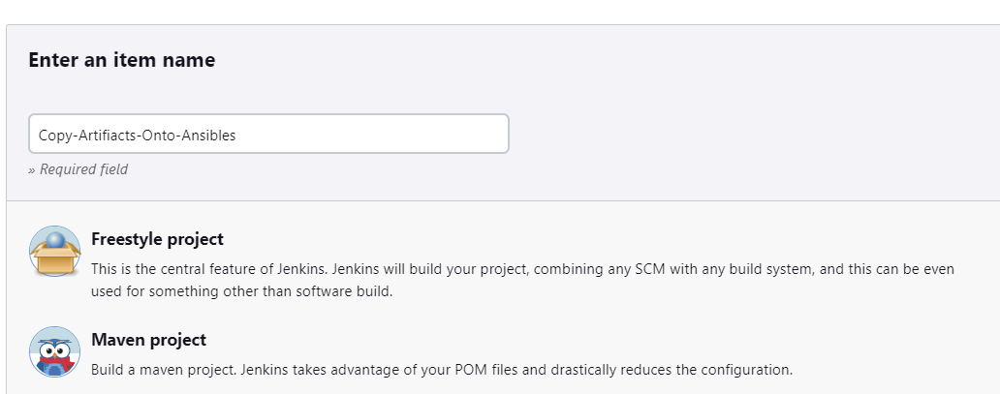 Enter an item name
Copy-Artifiacts-Onto-Ansibles
» Required field
Freestyle project
This is the central feature of Jenkins. Jenkins will build your project, combining any SCM with any build system, and this can be even
used for something other than software build.
Maven project
Build a maven project. Jenkins takes advantage of your POM files and drastically reduces the configuration.